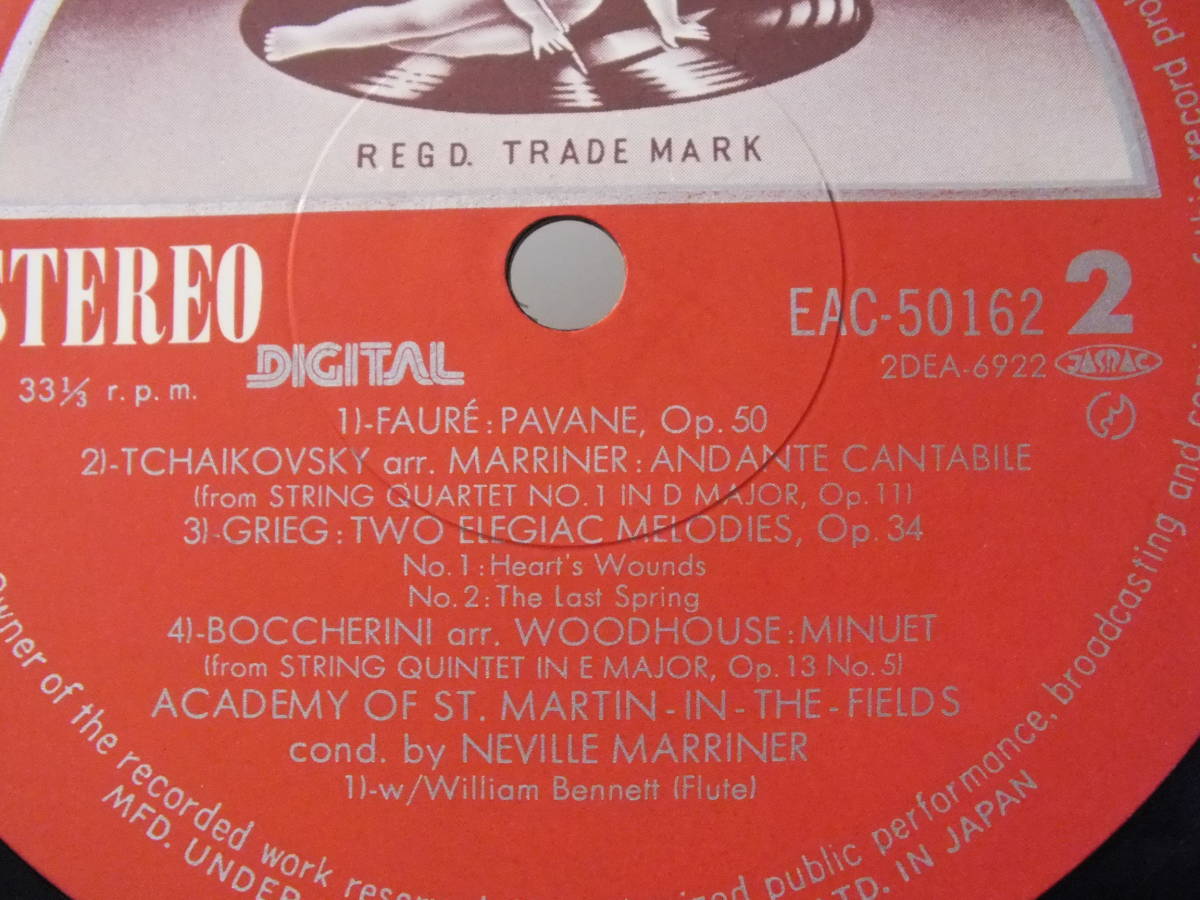 REGD. TRADE MARK
STEREO
DIGITAL
33⅓ r.p.m.
EAC-50162 2
2DEA-6922 JASRAC
1)-FAURÉ: PAVANE, Op. 50
2)-TCHAIKOVSKY arr. MARRINER: ANDANTE CANTABILE
(from STRING QUARTET NO. 1 IN D MAJOR, Op. 11)
3)-GRIEG: TWO ELEGIAC MELODIES, Op. 34
No. 1: Heart's Wounds
No. 2: The Last Spring
4)-BOCCHERINI arr. WOODHOUSE: MINUET
(from STRING QUINTET IN E MAJOR, Op. 13 No. 5)
ACADEMY OF ST. MARTIN-IN-THE-FIELDS
cond. by NEVILLE MARRINER
1)-w/William Bennett (Flute)
Owner of the recorded work public performance, broadcasting and
record
MFD. UNDER LTD. IN JAPAN